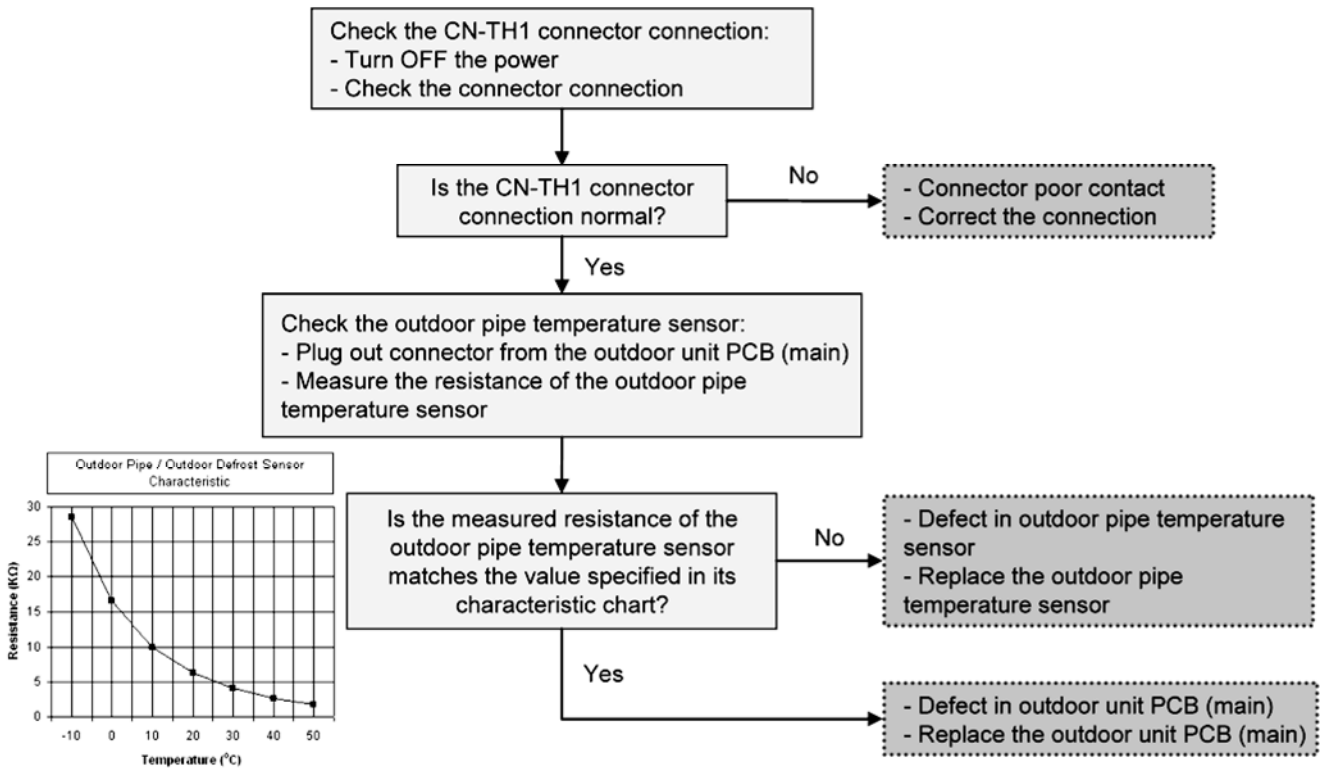 Check the CN-TH1 connector connection:
- Turn OFF the power
- Check the connector connection
Is the CN-TH1 connector
connection normal?
No
- Connector poor contact
- Correct the connection
Yes
Check the outdoor pipe temperature sensor:
- Plug out connector from the outdoor unit PCB (main)
- Measure the resistance of the outdoor pipe
temperature sensor
Outdoor Pipe / Outdoor Defrost Sensor
Characteristic
Resistance (KΩ)
30
25
20
15
10
5
0
-10 0 10 20 30 40 50
Temperature (°C)
Is the measured resistance of the
outdoor pipe temperature sensor
matches the value specified in its
characteristic chart?
No
- Defect in outdoor pipe temperature
sensor
- Replace the outdoor pipe
temperature sensor
Yes
- Defect in outdoor unit PCB (main)
- Replace the outdoor unit PCB (main)